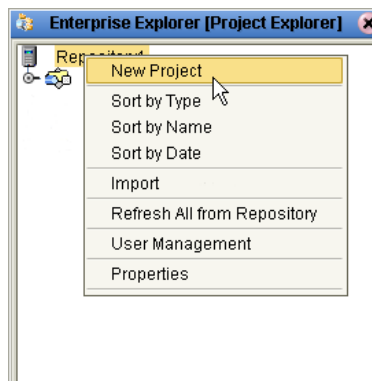 Enterprise Explorer [Project Explorer]
New Project
Sort by Type
Sort by Name
Sort by Date
Import
Refresh All from Repository
User Management
Properties